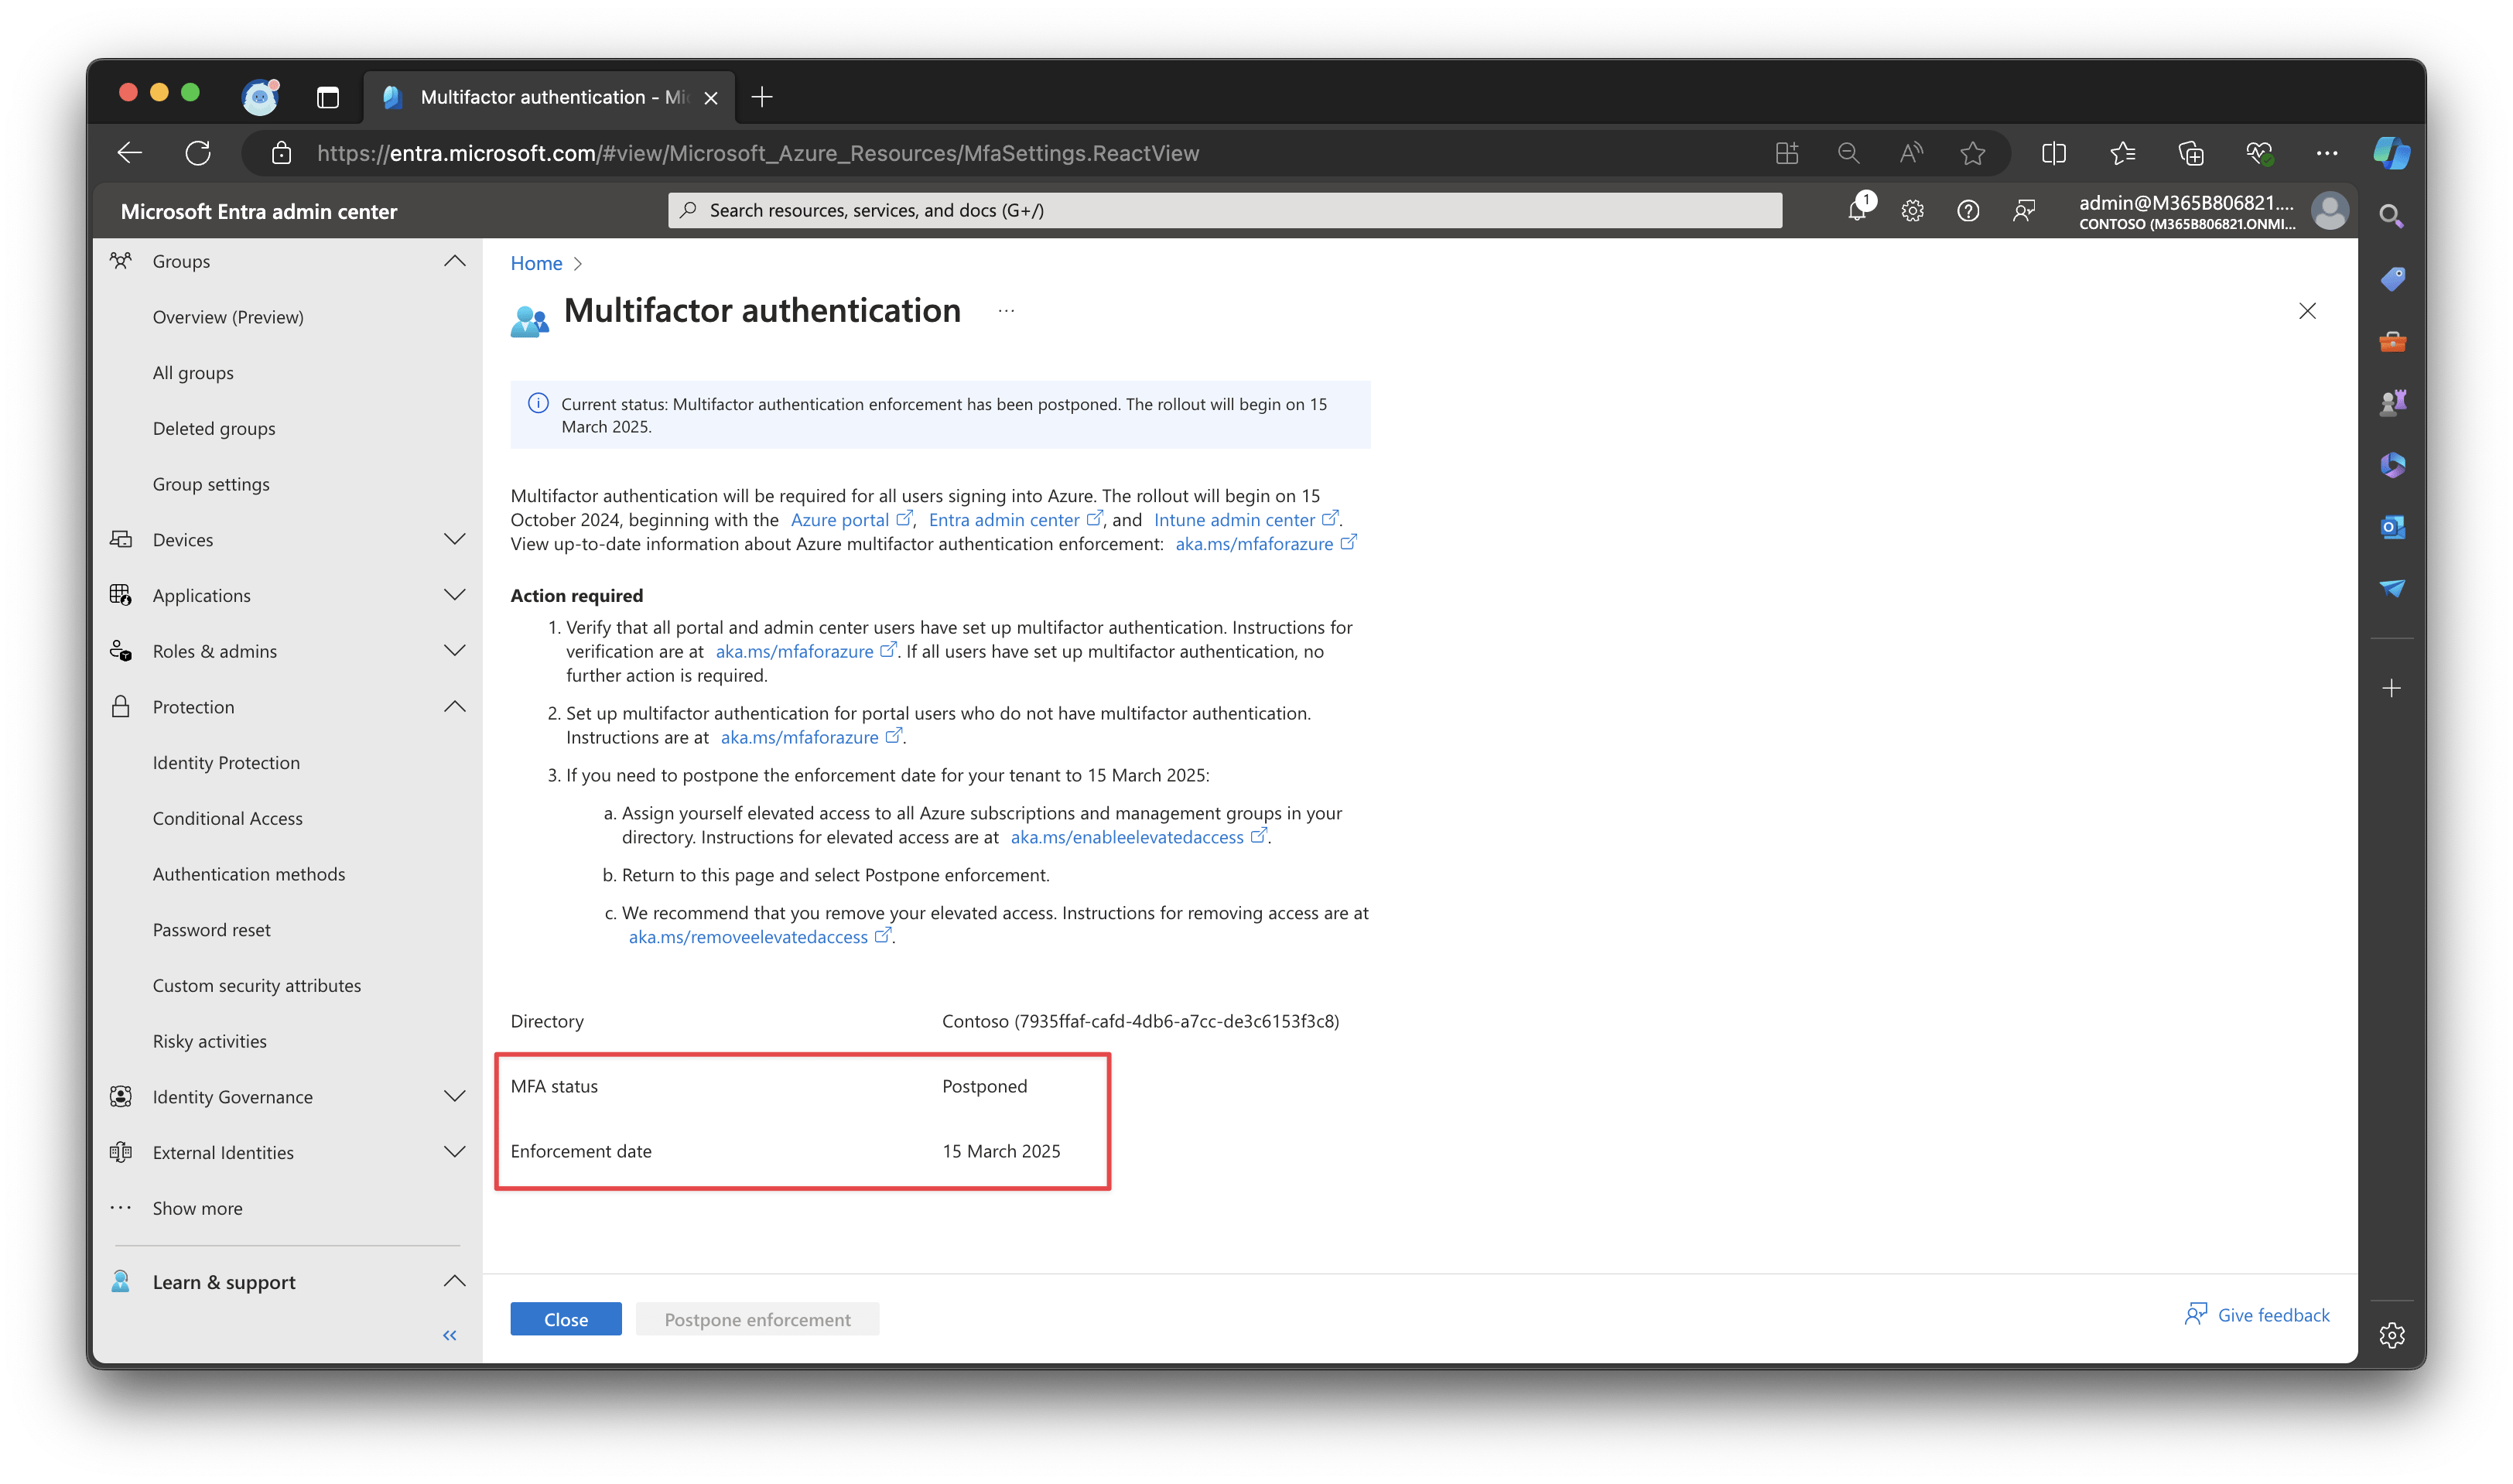 Multifactor authentication - Mi
https://entra.microsoft.com/#view/Microsoft_Azure_Resources/MfaSettings.ReactView
Microsoft Entra admin center
Search resources, services, and docs (G+/)
1
admin@M365B806821....
CONTOSO (M365B806821.ONMI...
Groups
Overview (Preview)
All groups
Deleted groups
Group settings
Devices
Applications
Roles & admins
Protection
Identity Protection
Conditional Access
Authentication methods
Password reset
Custom security attributes
Risky activities
Identity Governance
External Identities
Show more
Learn & support
Home
Multifactor authentication
Current status: Multifactor authentication enforcement has been postponed. The rollout will begin on 15
March 2025.
Multifactor authentication will be required for all users signing into Azure. The rollout will begin on 15
October 2024, beginning with the Azure portal, Entra admin center, and Intune admin center.
View up-to-date information about Azure multifactor authentication enforcement: aka.ms/mfaforazure
Action required
1. Verify that all portal and admin center users have set up multifactor authentication. Instructions for
verification are at aka.ms/mfaforazure. If all users have set up multifactor authentication, no
further action is required.
2. Set up multifactor authentication for portal users who do not have multifactor authentication.
Instructions are at aka.ms/mfaforazure.
3. If you need to postpone the enforcement date for your tenant to 15 March 2025:
a. Assign yourself elevated access to all Azure subscriptions and management groups in your
directory. Instructions for elevated access are at aka.ms/enableelevatedaccess.
b. Return to this page and select Postpone enforcement.
c. We recommend that you remove your elevated access. Instructions for removing access are at
aka.ms/removeelevatedaccess.
Directory Contoso (7935ffaf-cafd-4db6-a7cc-de3c6153f3c8)
MFA status Postponed
Enforcement date 15 March 2025
Close Postpone enforcement
Give feedback